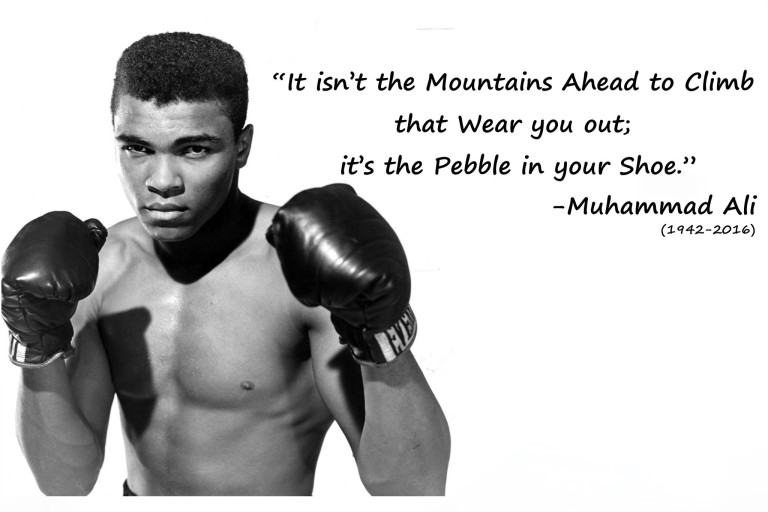 “It isn’t the Mountains Ahead to Climb
that Wear you out;
it’s the Pebble in your Shoe.”
-Muhammad Ali
(1942-2016)